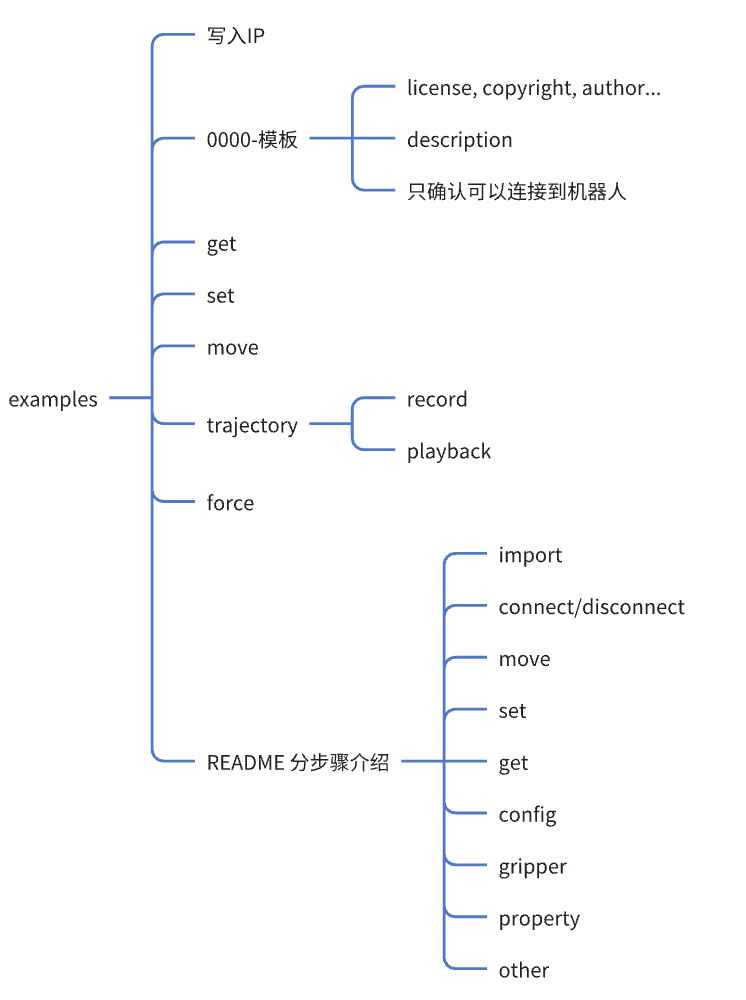 写入IP
license, copyright, author...
0000-模板
description
只确认可以连接到机器人
get
set
move
examples
record
trajectory
playback
force
import
connect/disconnect
move
set
README 分步骤介绍
get
config
gripper
property
other